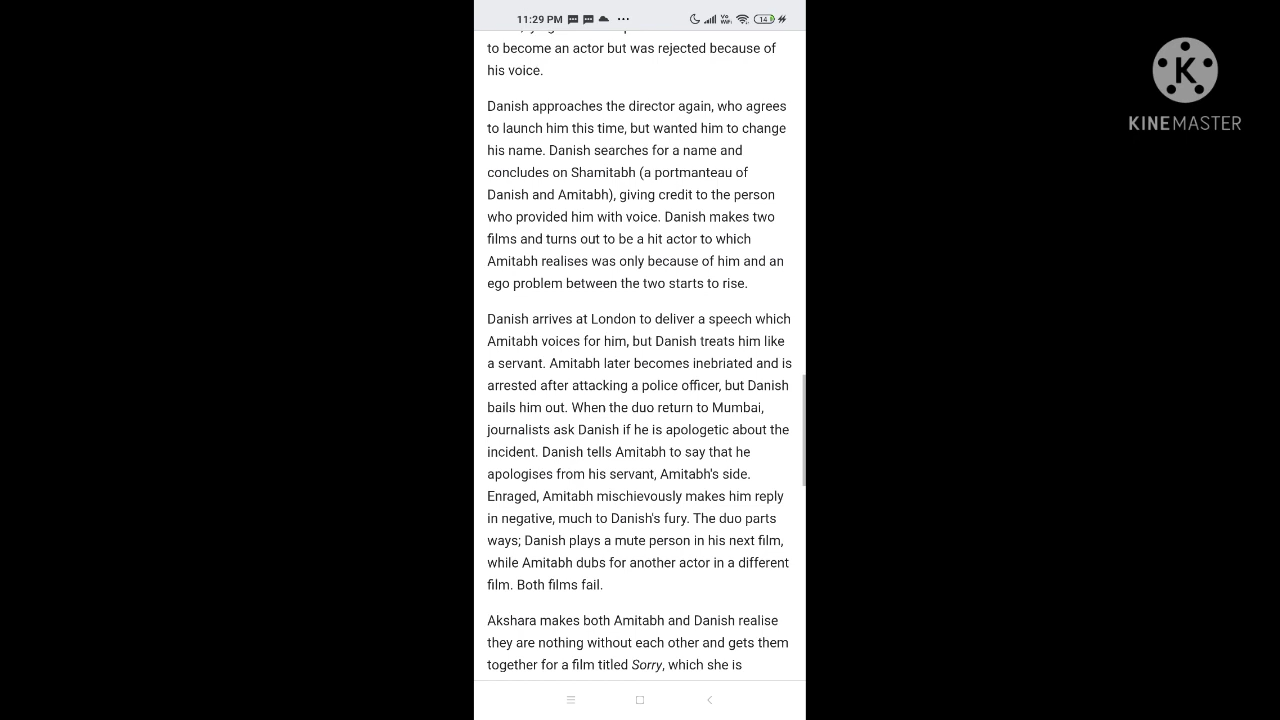 11:29 PM
Vo
WiFi
14
to become an actor but was rejected because of
his voice.
Danish approaches the director again, who agrees
to launch him this time, but wanted him to change
his name. Danish searches for a name and
concludes on Shamitabh (a portmanteau of
Danish and Amitabh), giving credit to the person
who provided him with voice. Danish makes two
films and turns out to be a hit actor to which
Amitabh realises was only because of him and an
ego problem between the two starts to rise.
Danish arrives at London to deliver a speech which
Amitabh voices for him, but Danish treats him like
a servant. Amitabh later becomes inebriated and is
arrested after attacking a police officer, but Danish
bails him out. When the duo return to Mumbai,
journalists ask Danish if he is apologetic about the
incident. Danish tells Amitabh to say that he
apologises from his servant, Amitabh's side.
Enraged, Amitabh mischievously makes him reply
in negative, much to Danish's fury. The duo parts
ways; Danish plays a mute person in his next film,
while Amitabh dubs for another actor in a different
film. Both films fail.
Akshara makes both Amitabh and Danish realise
they are nothing without each other and gets them
together for a film titled Sorry, which she is
K
KINEMASTER